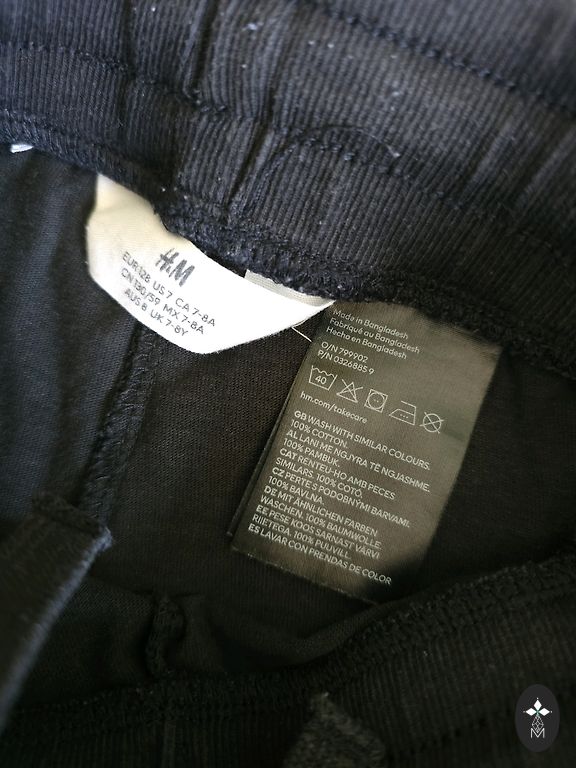 H&M
EUR 128 US 7 CA 7-8A
CN 130/59 MX 7-8A
AUS 8 UK 7-8Y
Made in Bangladesh
Fabriqué au Bangladesh
Hecho en Bangladesh
O/N 799902
P/N 0326885 9
40
hm.com/takecare
GB WASH WITH SIMILAR COLOURS.
100% COTTON.
AL LANI ME NGJYRA TË NGJASHME.
100% PAMBUK.
CAT RENTEU-HO AMB PECES
SIMILARS. 100% COTÓ.
CZ PERTE S PODOBNÝMI BARVAMI.
100% BAVLNA.
DE MIT ÄHNLICHEN FARBEN
WASCHEN. 100% BAUMWOLLE.
EE PESE KOOS SARNAST VÄRVI
RIIETEGA. 100% PUUVILL.
ES LAVAR CON PRENDAS DE COLOR
M